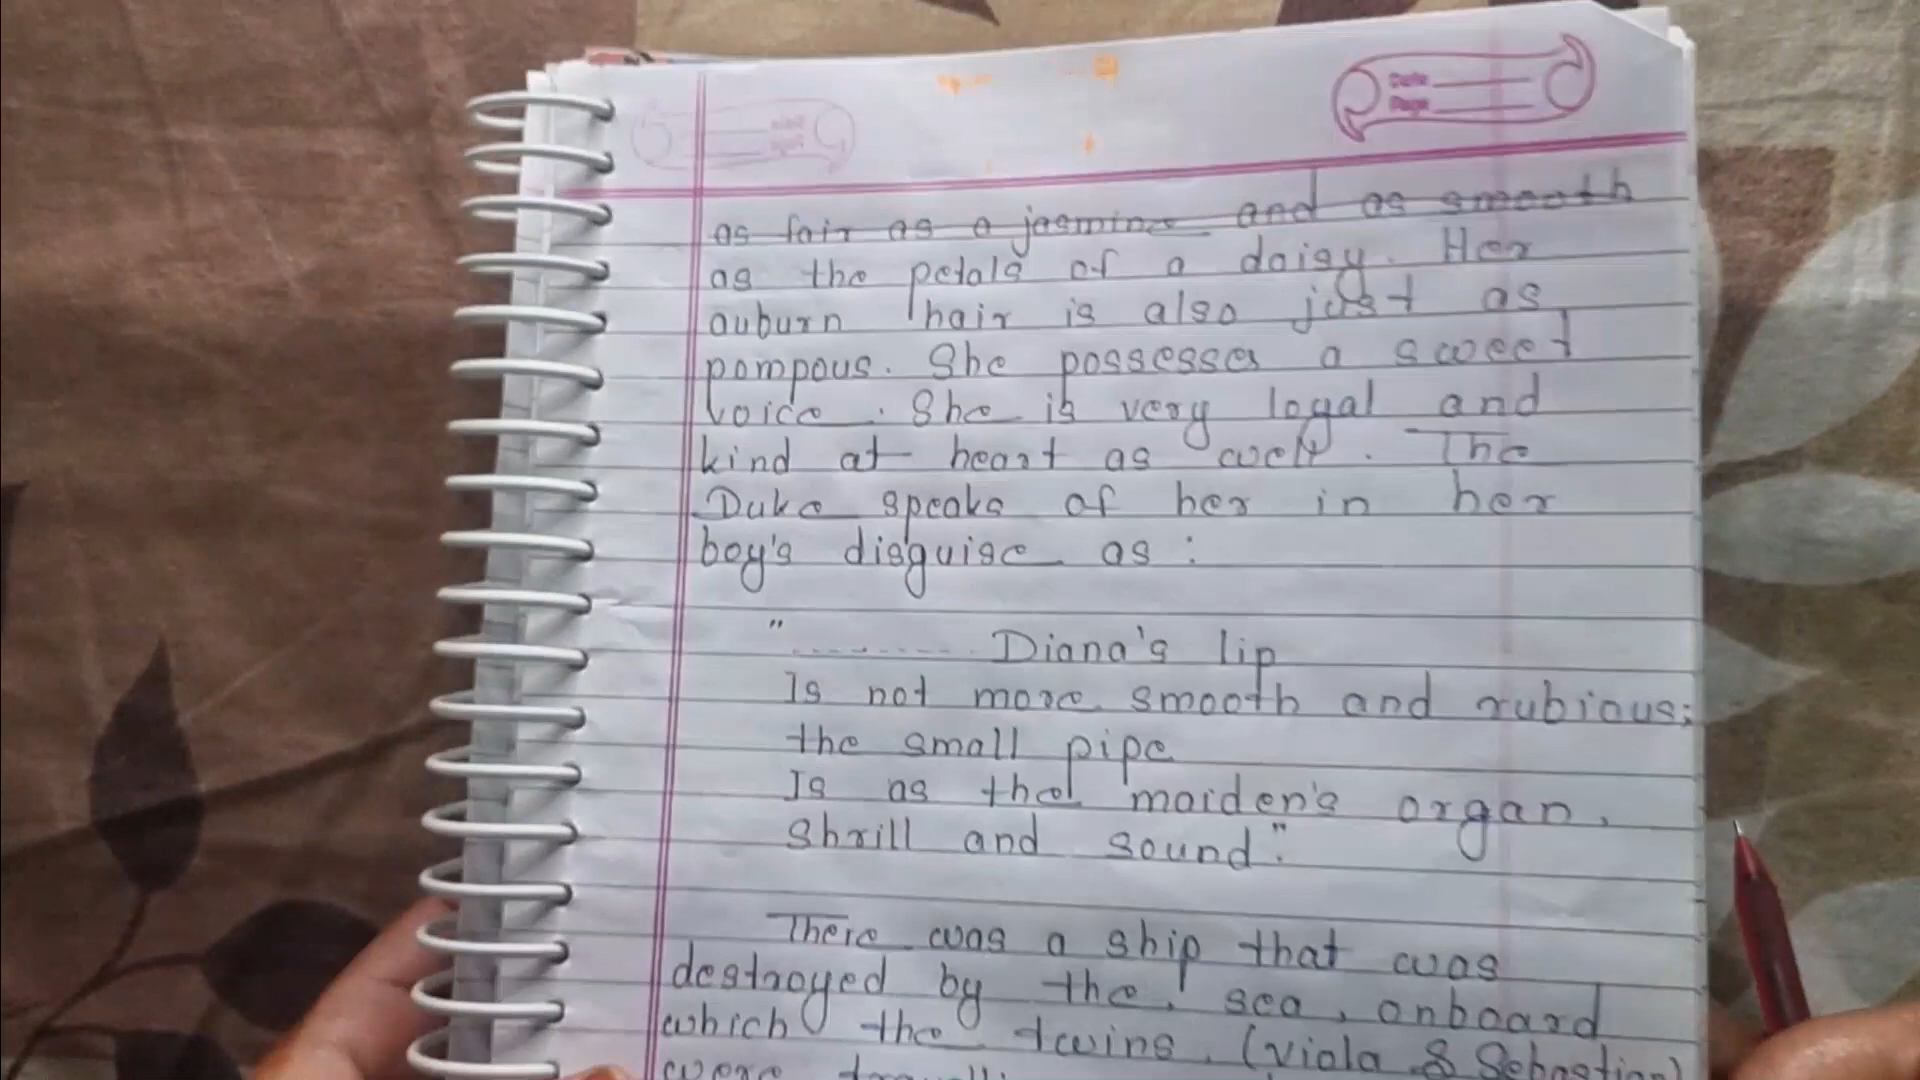 Date
Page
as fair as a jasmine and as smooth
as the petals of a daisy. Her
auburn hair is also just as
pompous. She possesses a sweet
voice. She is very loyal and
kind at heart as well. The
Duke speaks of her in her
boy's disguise as:
".......... Diana's lip
Is not more smooth and rubious;
the small pipe
Is as the maiden's organ,
Shrill and sound".
There was a ship that was
destroyed by the sea, onboard
which the twins, (Viola & Sebastian)
were